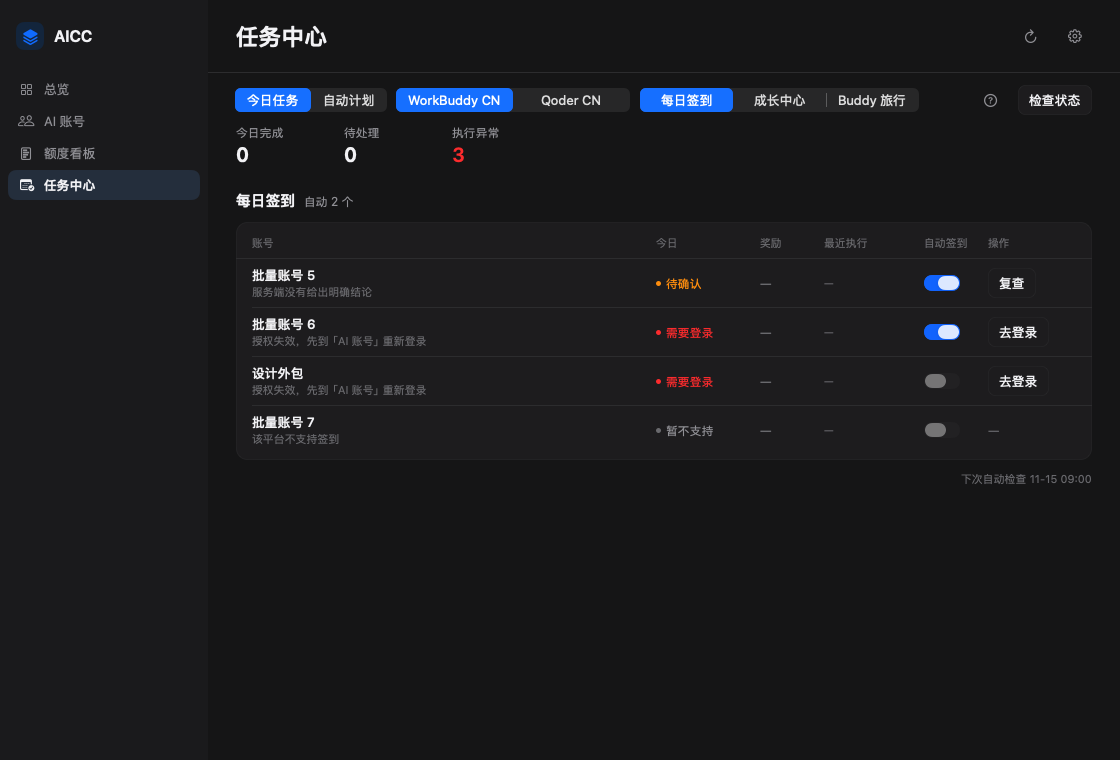 AICC
总览
AI 账号
额度看板
任务中心
任务中心
今日任务 自动计划 WorkBuddy CN Qoder CN 每日签到 成长中心 Buddy 旅行 检查状态
今日完成 待处理 执行异常
0 0 3
每日签到 自动 2 个
账号 今日 奖励 最近执行 自动签到 操作
批量账号 5
服务端没有给出明确结论
待确认 — — 复查
批量账号 6
授权失效，先到「AI 账号」重新登录
需要登录 — — 去登录
设计外包
授权失效，先到「AI 账号」重新登录
需要登录 — — 去登录
批量账号 7
该平台不支持签到
暂不支持 — — —
下次自动检查 11-15 09:00